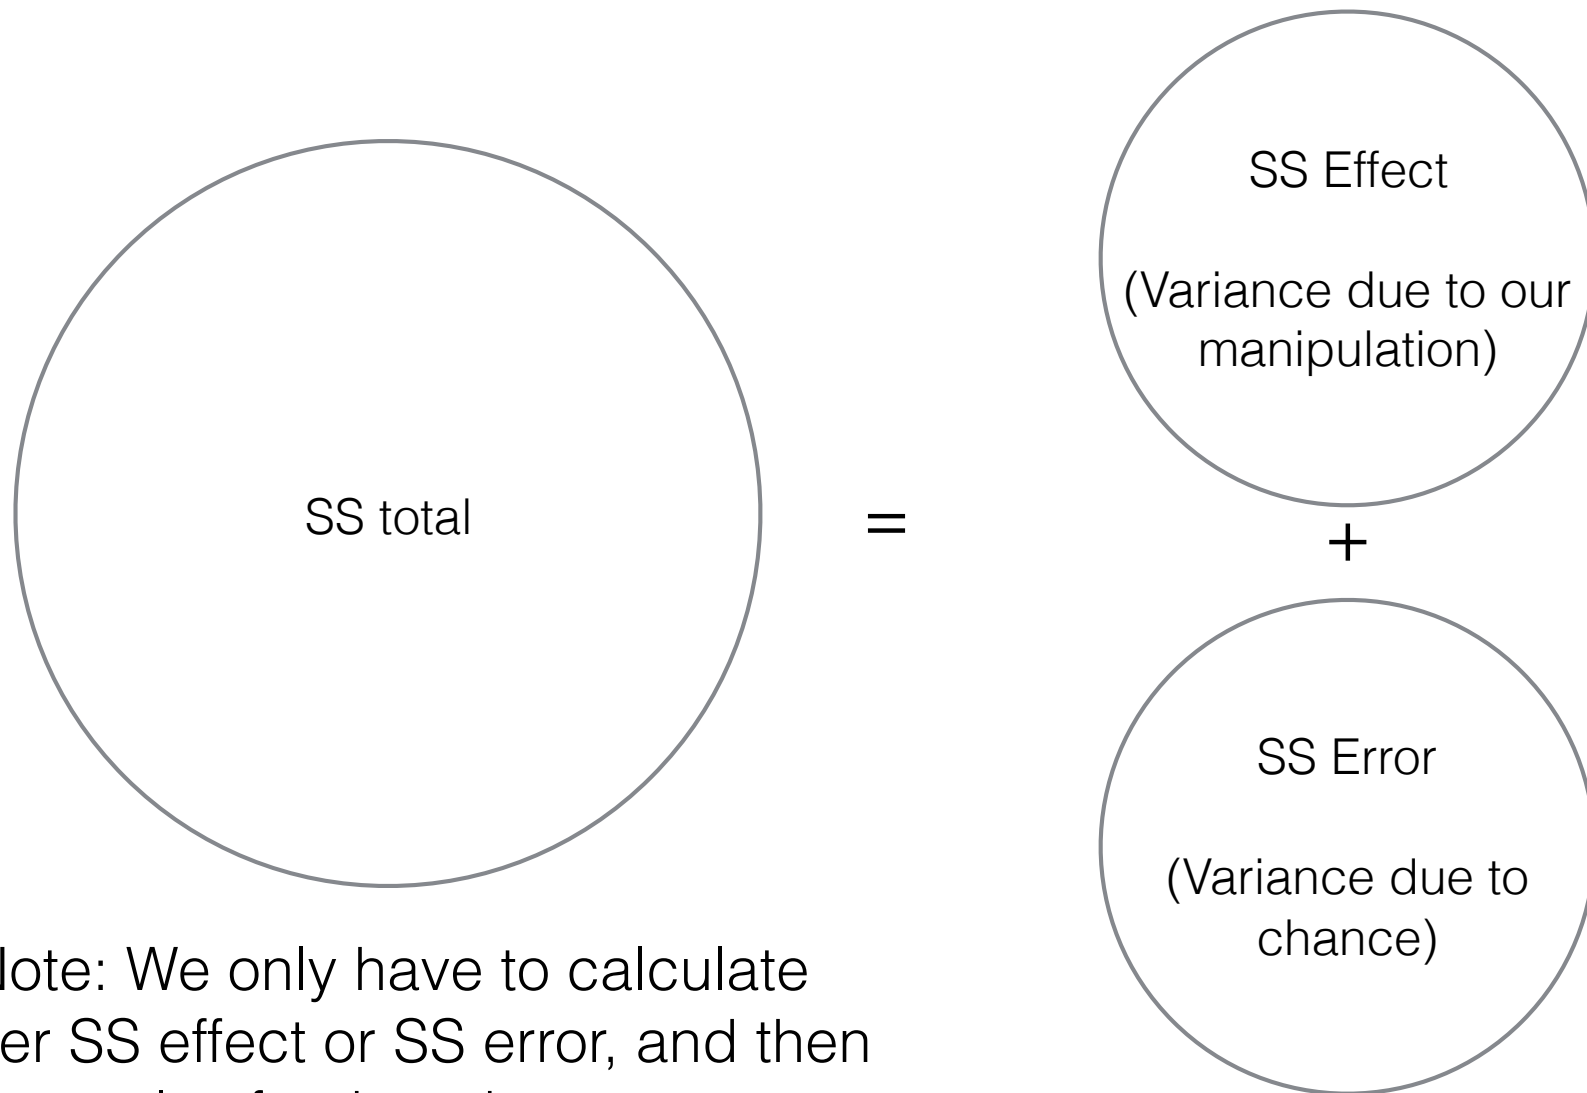 SS total
=
SS Effect
(Variance due to our
manipulation)
+
SS Error
(Variance due to
chance)
Note: We only have to calculate
er SS effect or SS error, and then